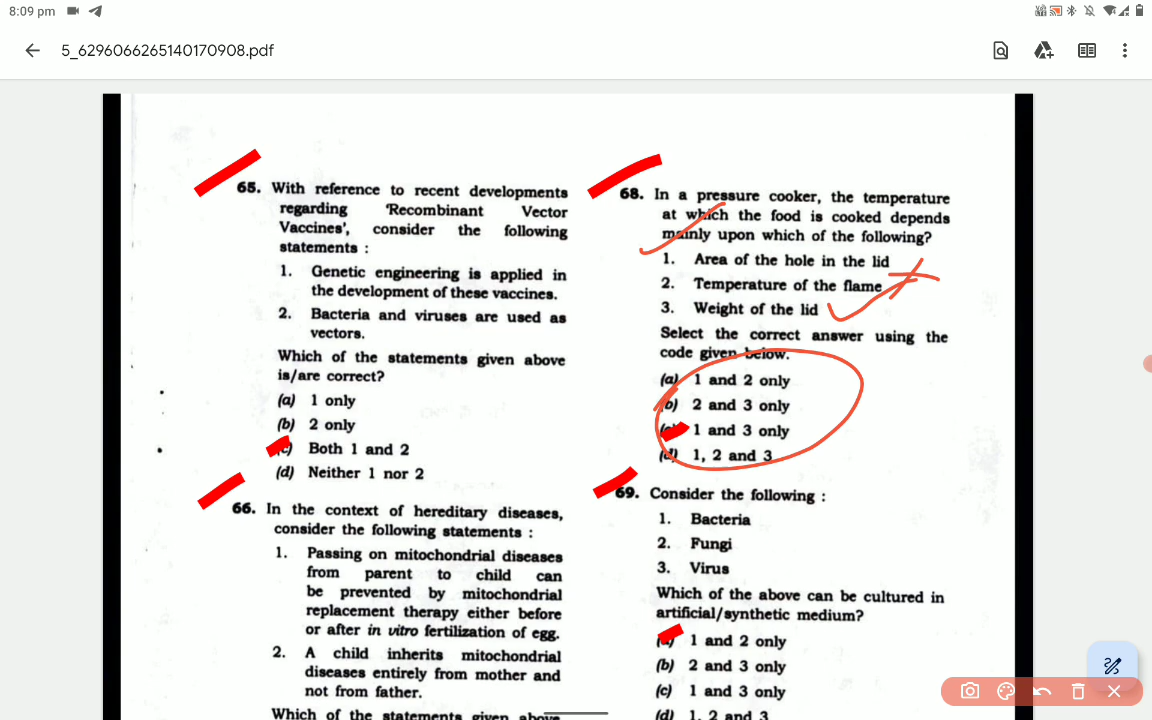 8:09 pm
5_6296066265140170908.pdf
65. With reference to recent developments
regarding 'Recombinant Vector
Vaccines', consider the following
statements :
1. Genetic engineering is applied in
the development of these vaccines.
2. Bacteria and viruses are used as
vectors.
Which of the statements given above
is/are correct?
(a) 1 only
(b) 2 only
(c) Both 1 and 2
(d) Neither 1 nor 2
66. In the context of hereditary diseases,
consider the following statements :
1. Passing on mitochondrial diseases
from parent to child can
be prevented by mitochondrial
replacement therapy either before
or after in vitro fertilization of egg.
2. A child inherits mitochondrial
diseases entirely from mother and
not from father.
Which of the statements given above
68. In a pressure cooker, the temperature
at which the food is cooked depends
mainly upon which of the following?
1. Area of the hole in the lid
2. Temperature of the flame
3. Weight of the lid
Select the correct answer using the
code given below.
(a) 1 and 2 only
(b) 2 and 3 only
(c) 1 and 3 only
(d) 1, 2 and 3
69. Consider the following :
1. Bacteria
2. Fungi
3. Virus
Which of the above can be cultured in
artificial/synthetic medium?
(a) 1 and 2 only
(b) 2 and 3 only
(c) 1 and 3 only
(d) 1, 2 and 3